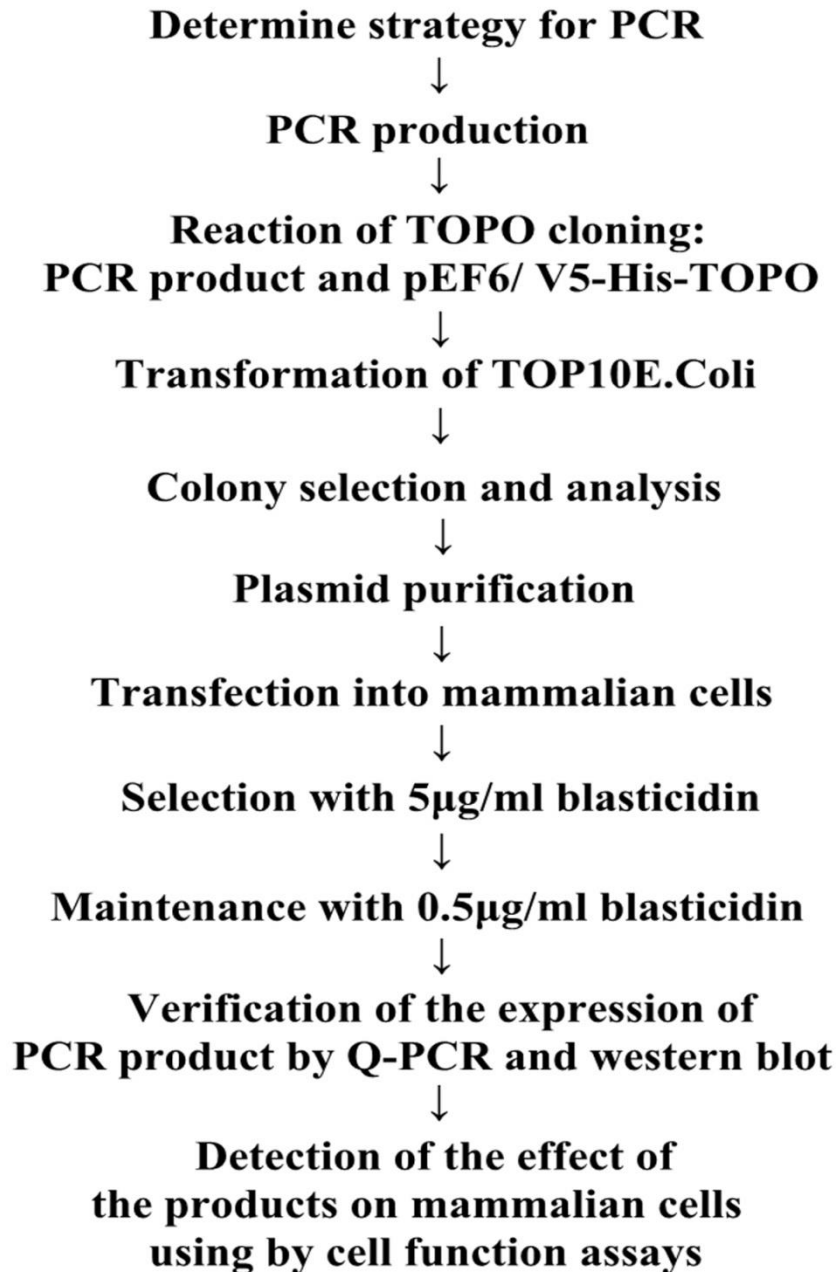 Determine strategy for PCR
↓
PCR production
↓
Reaction of TOPO cloning:
PCR product and pEF6/ V5-His-TOPO
↓
Transformation of TOP10E.Coli
↓
Colony selection and analysis
↓
Plasmid purification
↓
Transfection into mammalian cells
↓
Selection with 5μg/ml blasticidin
↓
Maintenance with 0.5μg/ml blasticidin
↓
Verification of the expression of
PCR product by Q-PCR and western blot
↓
Detection of the effect of
the products on mammalian cells
using by cell function assays